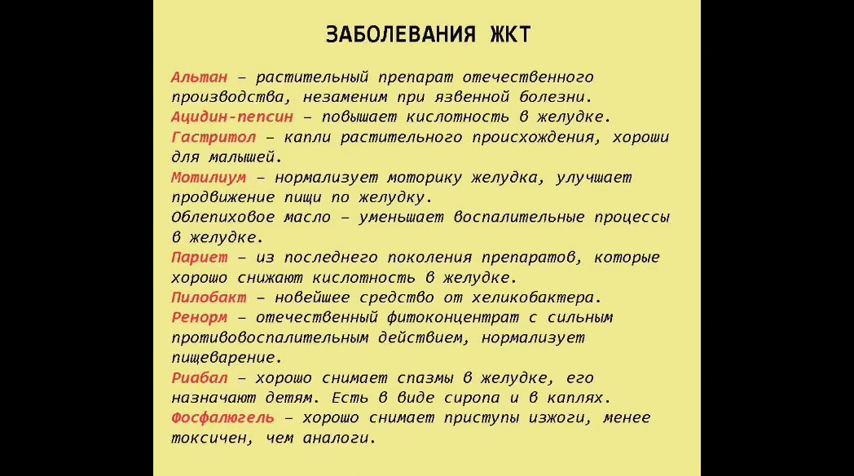 ЗАБОЛЕВАНИЯ ЖКТ
Альтан – растительный препарат отечественного
производства, незаменим при язвенной болезни.
Ацидин-пепсин – повышает кислотность в желудке.
Гастритол – капли растительного происхождения, хороши
для малышей.
Мотилиум – нормализует моторику желудка, улучшает
продвижение пищи по желудку.
Облепиховое масло – уменьшает воспалительные процессы
в желудке.
Париет – из последнего поколения препаратов, которые
хорошо снижают кислотность в желудке.
Пилобакт – новейшее средство от хеликобактера.
Ренорм – отечественный фитоконцентрат с сильным
противовоспалительным действием, нормализует
пищеварение.
Риабал – хорошо снимает спазмы в желудке, его
назначают детям. Есть в виде сиропа и в каплях.
Фосфалюгель – хорошо снимает приступы изжоги, менее
токсичен, чем аналоги.